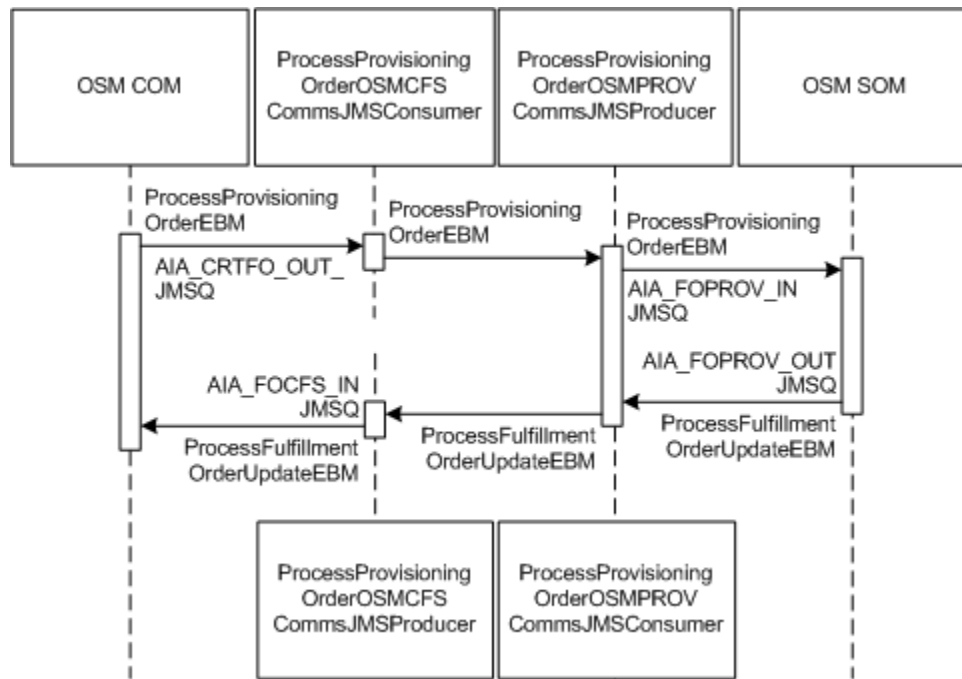 OSM COM
ProcessProvisioning
OrderOSMCFS
CommsJMSConsumer
ProcessProvisioning
OrderOSMPROV
CommsJMSProducer
OSM SOM
ProcessProvisioning
OrderEBM
AIA_CRTFO_OUT_
JMSQ
ProcessProvisioning
OrderEBM
ProcessProvisioning
OrderEBM
AIA_FOPROV_IN
JMSQ
AIA_FOPROV_OUT
JMSQ
ProcessFulfillment
OrderUpdateEBM
ProcessFulfillment
OrderUpdateEBM
AIA_FOCFS_IN
JMSQ
ProcessFulfillment
OrderUpdateEBM
ProcessProvisioning
OrderOSMCFS
CommsJMSProducer
ProcessProvisioning
OrderOSMPROV
CommsJMSConsumer